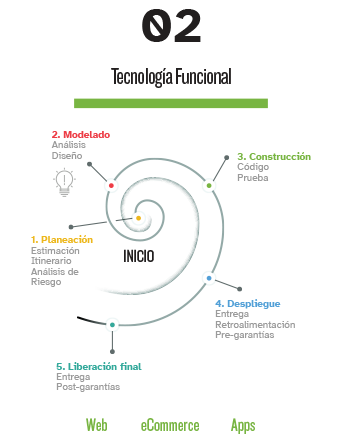 02
Tecnología Funcional
2. Modelado
Análisis
Diseño
3. Construcción
Código
Prueba
1. Planeación
Estimación
Itinerario
Análisis de
Riesgo
INICIO
4. Despliegue
Entrega
Retroalimentación
Pre-garantías
5. Liberación final
Entrega
Post-garantías
Web eCommerce Apps